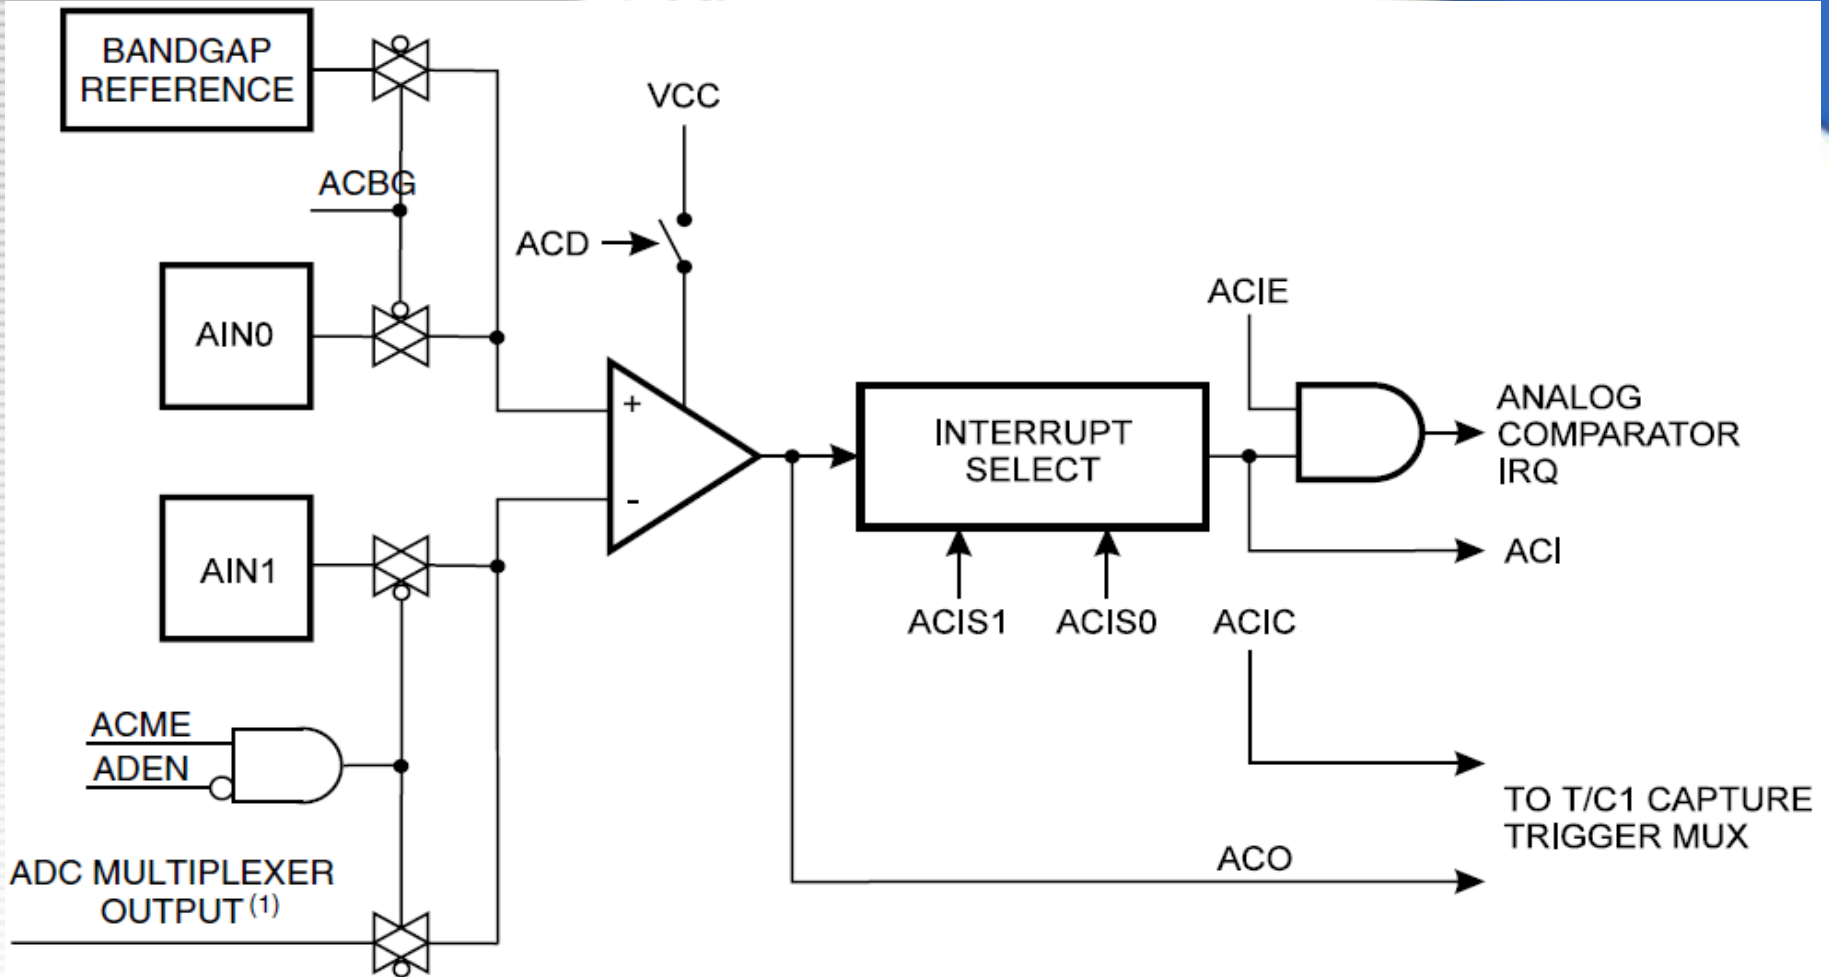 BANDGAP
REFERENCE
VCC
ACBG
ACD
AIN0
ACIE
+
INTERRUPT
SELECT
ANALOG
COMPARATOR
IRQ
-
AIN1
ACI
ACIS1
ACIS0
ACIC
ACME
ADEN
TO T/C1 CAPTURE
TRIGGER MUX
ACO
ADC MULTIPLEXER
OUTPUT (1)